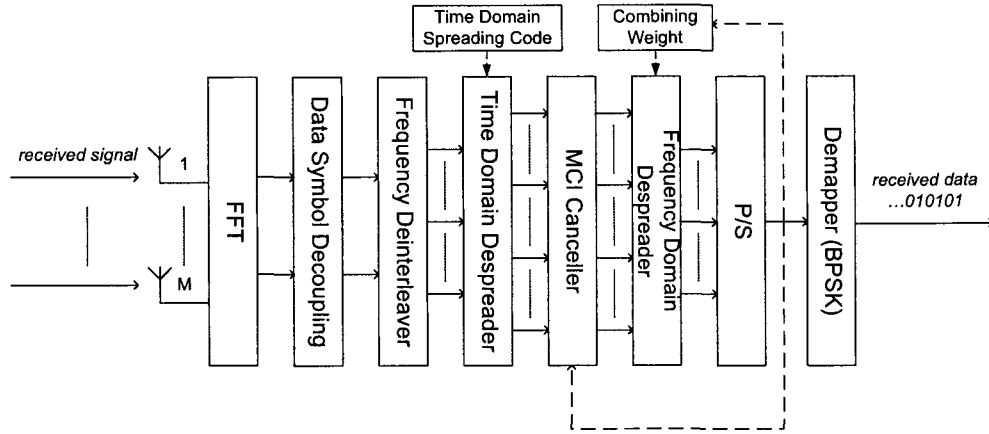 Time Domain
Spreading Code
Combining
Weight
received signal
1
M
FFT
Data Symbol Decoupling
Frequency Deinterleaver
Time Domain Despreader
MCI Canceller
Frequency Domain
Despreader
P/S
Demapper (BPSK)
received data
...010101